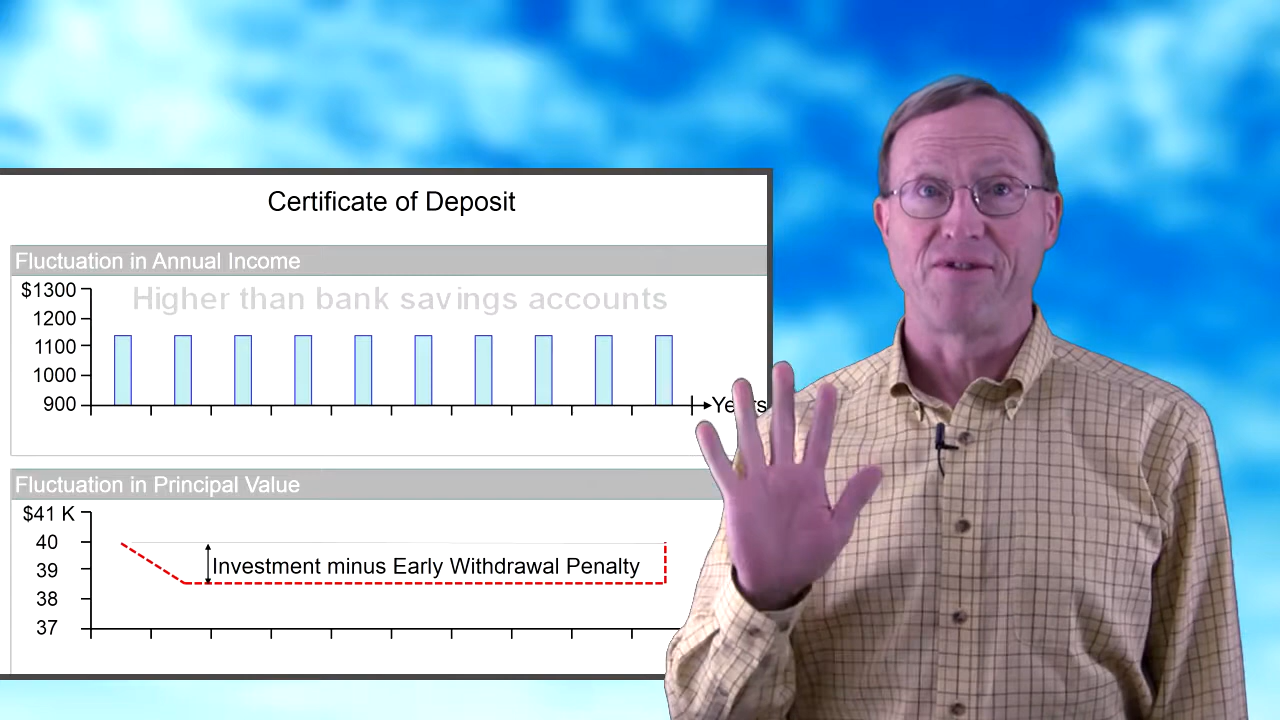 Certificate of Deposit
Fluctuation in Annual Income
$1300
Higher than bank savings accounts
1200
1100
1000
900
Years
Fluctuation in Principal Value
$41 K
40
Investment minus Early Withdrawal Penalty
39
38
37